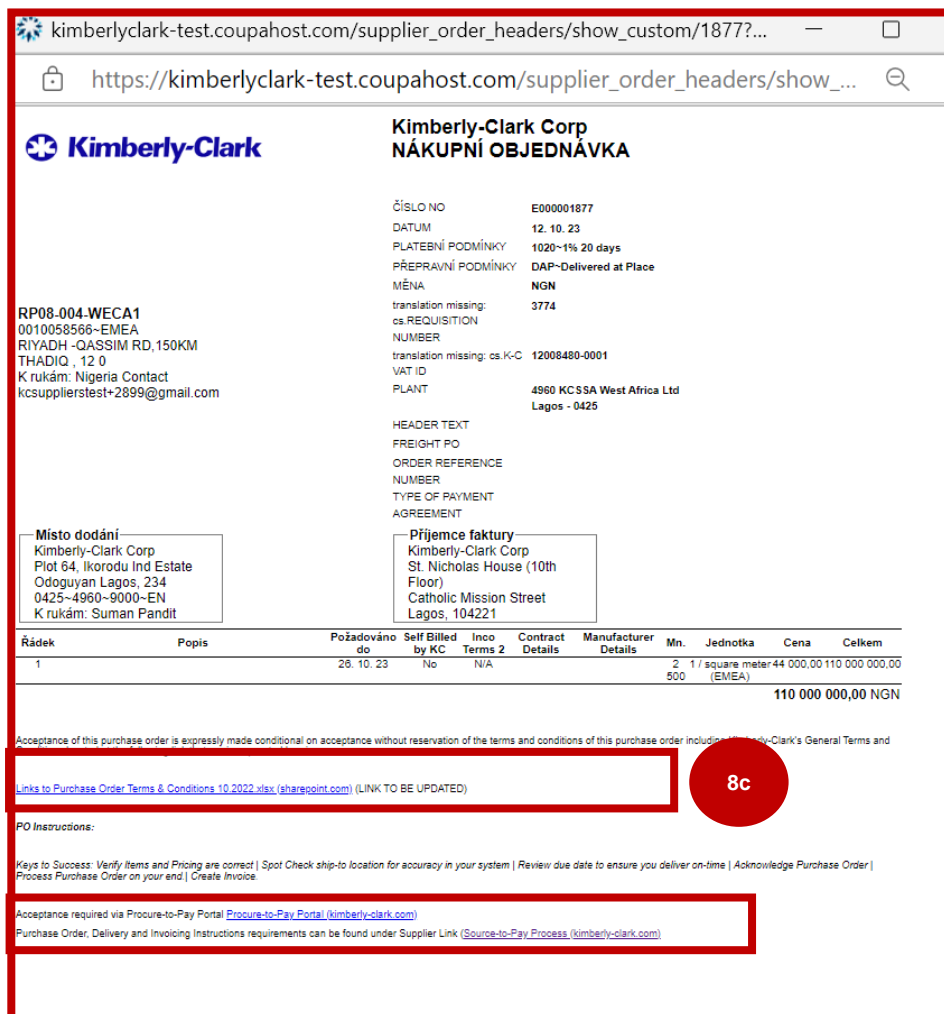 kimberlyclark-test.coupahost.com/supplier_order_headers/show_custom/1877?...
https://kimberlyclark-test.coupahost.com/supplier_order_headers/show_...
Kimberly-Clark
Kimberly-Clark Corp
NÁKUPNÍ OBJEDNÁVKA
ČÍSLO NO E000001877
DATUM 12. 10. 23
PLATEBNÍ PODMÍNKY 1020~1% 20 days
PŘEPRAVNÍ PODMÍNKY DAP~Delivered at Place
MĚNA NGN
translation missing: 3774
cs.REQUISITION
NUMBER
translation missing: cs.K-C 12008480-0001
VAT ID
PLANT 4960 KCSSA West Africa Ltd
Lagos - 0425
HEADER TEXT
FREIGHT PO
ORDER REFERENCE
NUMBER
TYPE OF PAYMENT
AGREEMENT
RP08-004-WECA1
0010058566~EMEA
RIYADH -QASSIM RD,150KM
THADIQ , 12 0
K rukám: Nigeria Contact
kcsupplierstest+2899@gmail.com
Místo dodání
Kimberly-Clark Corp
Plot 64, Ikorodu Ind Estate
Odoguyan Lagos, 234
0425~4960~9000~EN
K rukám: Suman Pandit
Příjemce faktury
Kimberly-Clark Corp
St. Nicholas House (10th
Floor)
Catholic Mission Street
Lagos, 104221
Řádek Popis Požadováno do Self Billed by KC Inco Terms 2 Contract Details Manufacturer Details Mn. Jednotka Cena Celkem
1 26. 10. 23 No N/A 2 500 1 / square meter (EMEA) 44 000,00 110 000 000,00
110 000 000,00 NGN
Acceptance of this purchase order is expressly made conditional on acceptance without reservation of the terms and conditions of this purchase order including Kimberly-Clark's General Terms and
Links to Purchase Order Terms & Conditions 10.2022.xlsx (sharepoint.com) (LINK TO BE UPDATED)
8c
PO Instructions:
Keys to Success: Verify Items and Pricing are correct | Spot Check ship-to location for accuracy in your system | Review due date to ensure you deliver on-time | Acknowledge Purchase Order |
Process Purchase Order on your end.| Create Invoice.
Acceptance required via Procure-to-Pay Portal Procure-to-Pay Portal (kimberly-clark.com)
Purchase Order, Delivery and Invoicing Instructions requirements can be found under Supplier Link (Source-to-Pay Process (kimberly-clark.com)